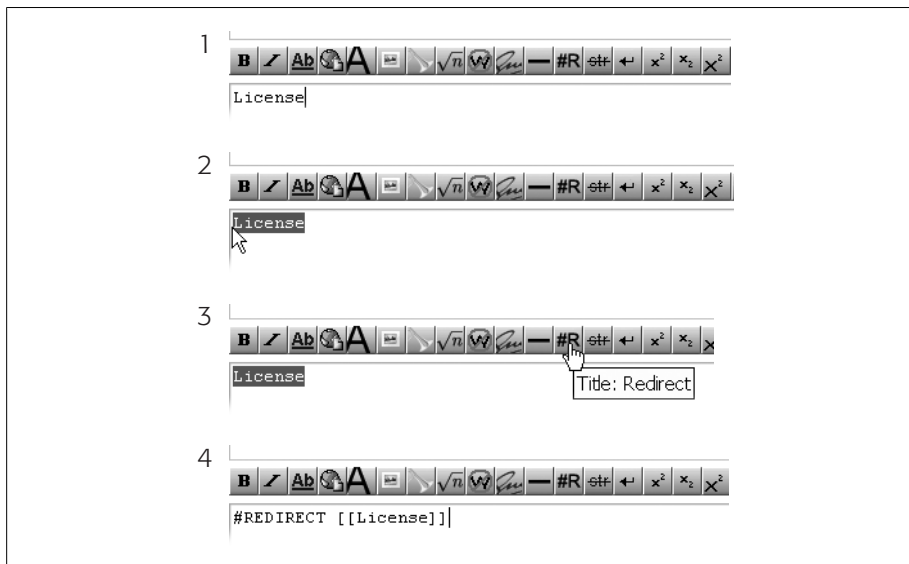 1
B I Ab A √n W — #R str ↵ x² x₂ x²
License
2
B I Ab A √n W — #R str ↵ x² x₂ x²
License
3
B I Ab A √n W — #R str ↵ x² x₂ x
License
Title: Redirect
4
B I Ab A √n W — #R str ↵ x² x₂ x²
#REDIRECT [[License]]